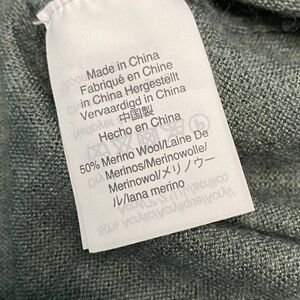 Made in China
Fabriqué en Chine
in China Hergestellt
Vervaardigd in China
中国製
Hecho en China
50% Merino Wool/Laine De
Merinos/Merinowolle/
Merinowol/メリノウー
ル/lana merino